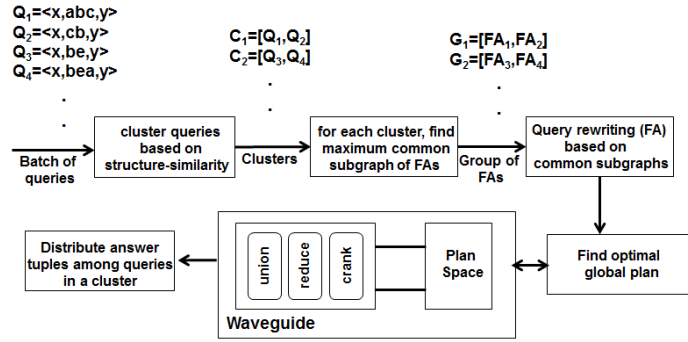 Q1=<x,abc,y>
Q2=<x,cb,y>
Q3=<x,be,y>
Q4=<x,bea,y>
.
.
C1=[Q1,Q2]
C2=[Q3,Q4]
.
.
G1=[FA1,FA2]
G2=[FA3,FA4]
.
.
Batch of
queries
cluster queries
based on
structure-similarity
Clusters
for each cluster, find
maximum common
subgraph of FAs
Group of
FAs
Query rewriting (FA)
based on
common subgraphs
Distribute answer
tuples among queries
in a cluster
union
reduce
crank
Plan
Space
Waveguide
Find optimal
global plan